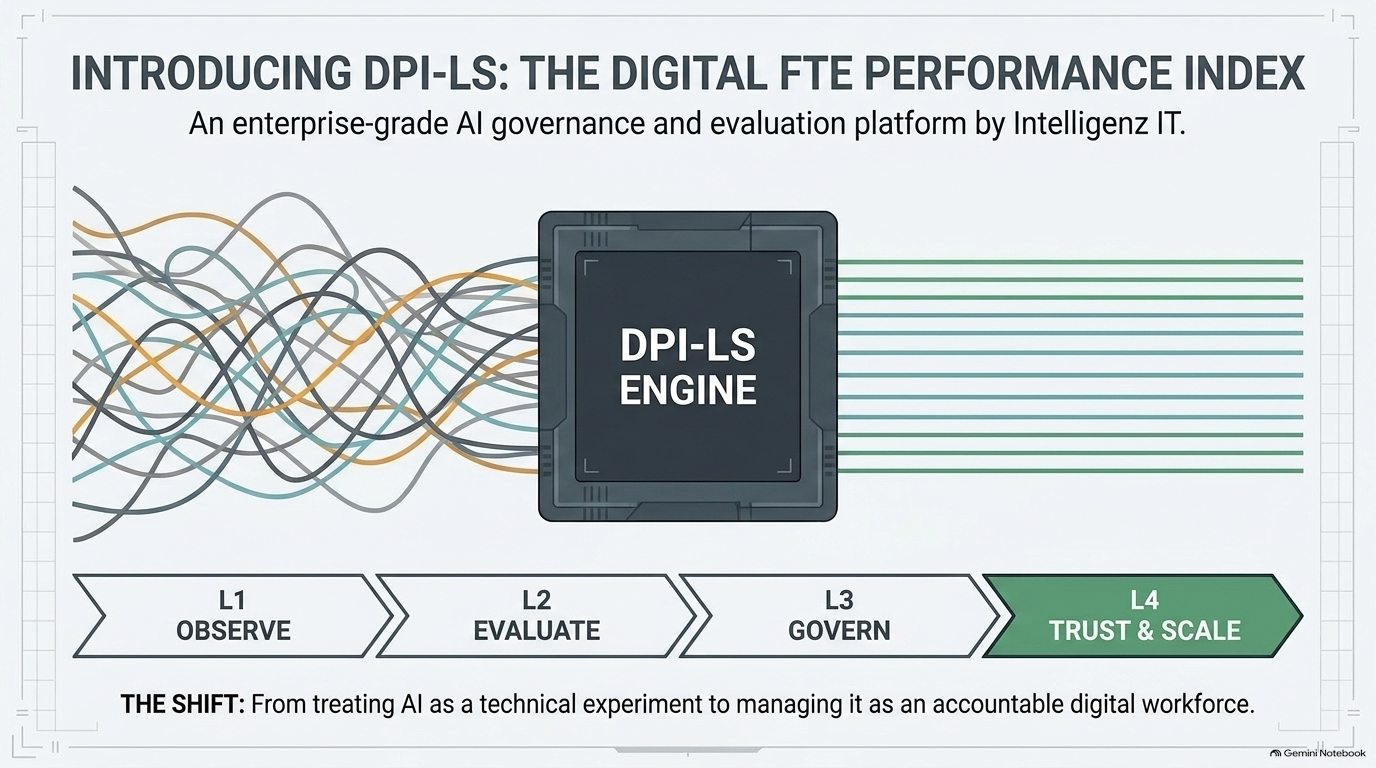 INTRODUCING DPI-LS: THE DIGITAL FTE PERFORMANCE INDEX
An enterprise-grade AI governance and evaluation platform by Intelligenz IT.
DPI-LS
ENGINE
L1
OBSERVE
L2
EVALUATE
L3
GOVERN
L4
TRUST & SCALE
THE SHIFT: From treating AI as a technical experiment to managing it as an accountable digital workforce.
Gemini Notebook